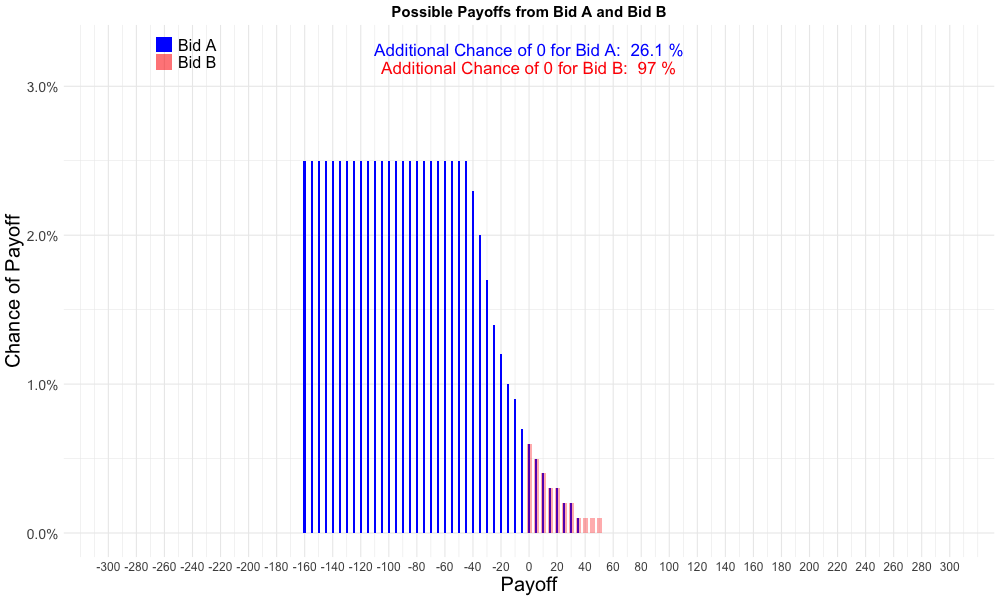 Possible Payoffs from Bid A and Bid B
Bid A
Bid B
Additional Chance of 0 for Bid A:  26.1 %
Additional Chance of 0 for Bid B:  97 %
Chance of Payoff
3.0%
2.0%
1.0%
0.0%
-300 -280 -260 -240 -220 -200 -180 -160 -140 -120 -100 -80 -60 -40 -20 0 20 40 60 80 100 120 140 160 180 200 220 240 260 280 300
Payoff